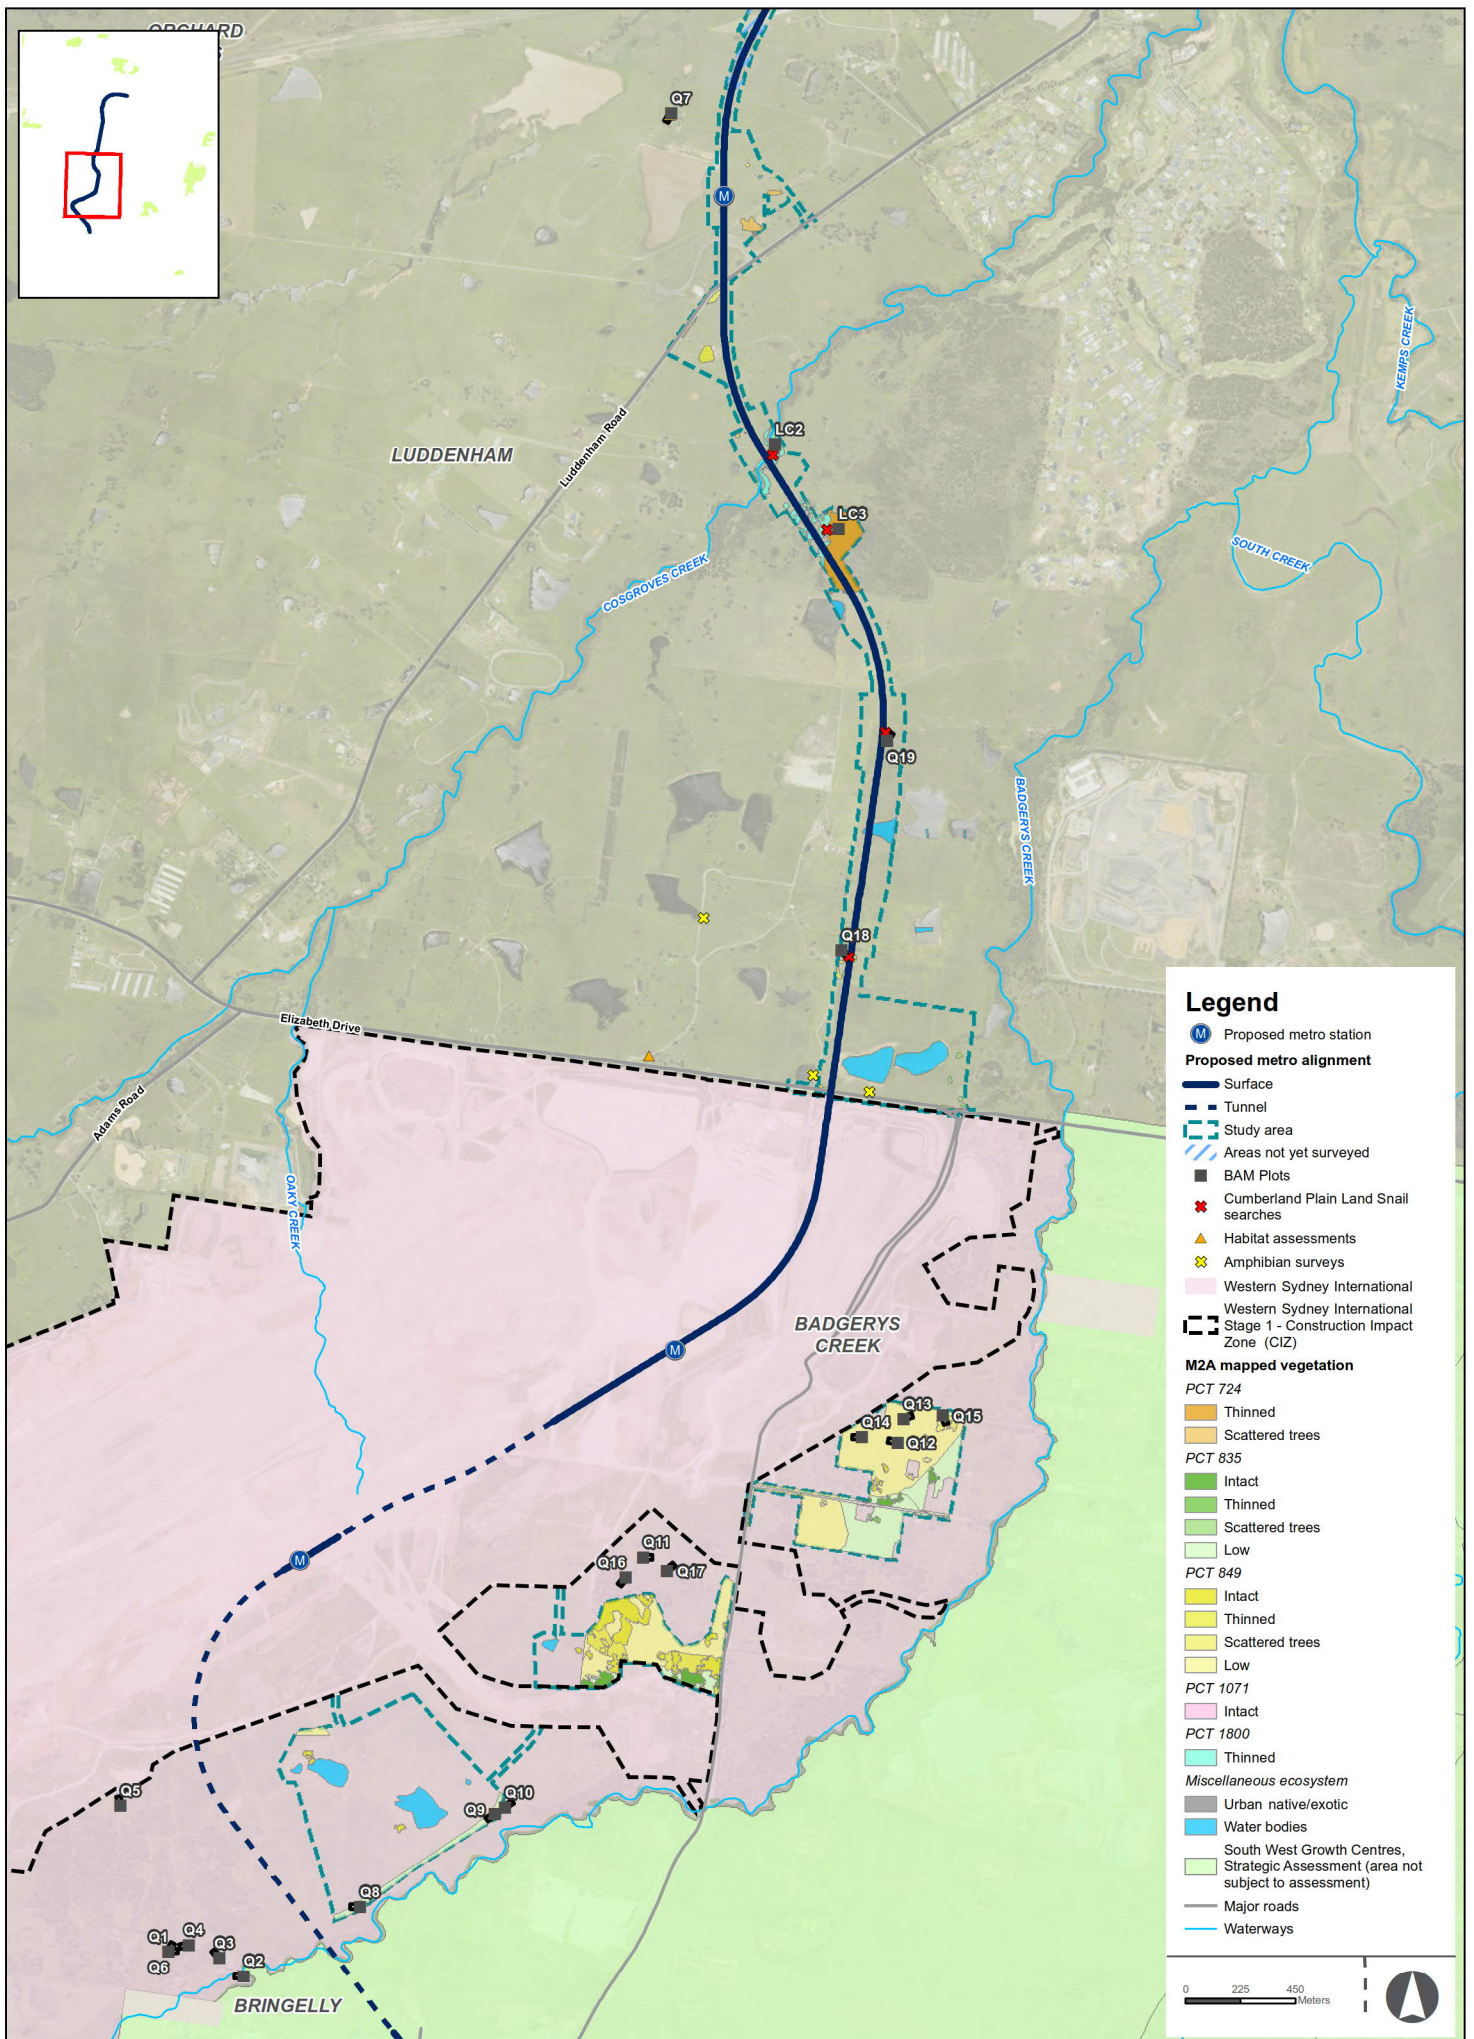 ORCHARD
Q7
M
LUDDENHAM
Luddenham Road
LC2
LC3
COSGROVES CREEK
KEMPS CREEK
SOUTH CREEK
Q19
BADGERYS CREEK
Q18
Elizabeth Drive
Adams Road
OAKY CREEK
M
BADGERYS
CREEK
Q13
Q15
Q14
Q12
M
Q11
Q16
Q17
Q5
Q10
Q9
Q8
Q1
Q4
Q3
Q6
Q2
BRINGELLY
Legend
M Proposed metro station
Proposed metro alignment
Surface
Tunnel
Study area
Areas not yet surveyed
BAM Plots
Cumberland Plain Land Snail
searches
Habitat assessments
Amphibian surveys
Western Sydney International
Western Sydney International
Stage 1 - Construction Impact
Zone (CIZ)
M2A mapped vegetation
PCT 724
Thinned
Scattered trees
PCT 835
Intact
Thinned
Scattered trees
Low
PCT 849
Intact
Thinned
Scattered trees
Low
PCT 1071
Intact
PCT 1800
Thinned
Miscellaneous ecosystem
Urban native/exotic
Water bodies
South West Growth Centres,
Strategic Assessment (area not
subject to assessment)
Major roads
Waterways
0 225 450
Meters